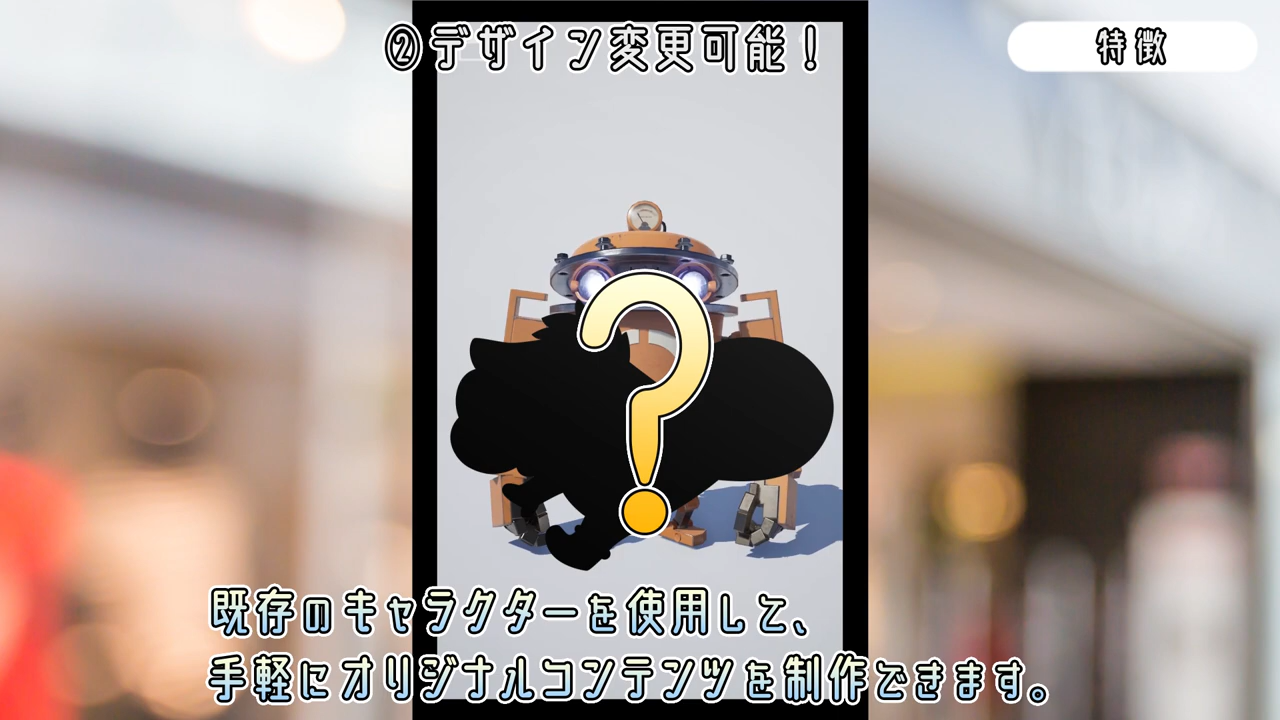 ②デザイン変更可能！
特徴
既存のキャラクターを使用して、
手軽にオリジナルコンテンツを制作できます。